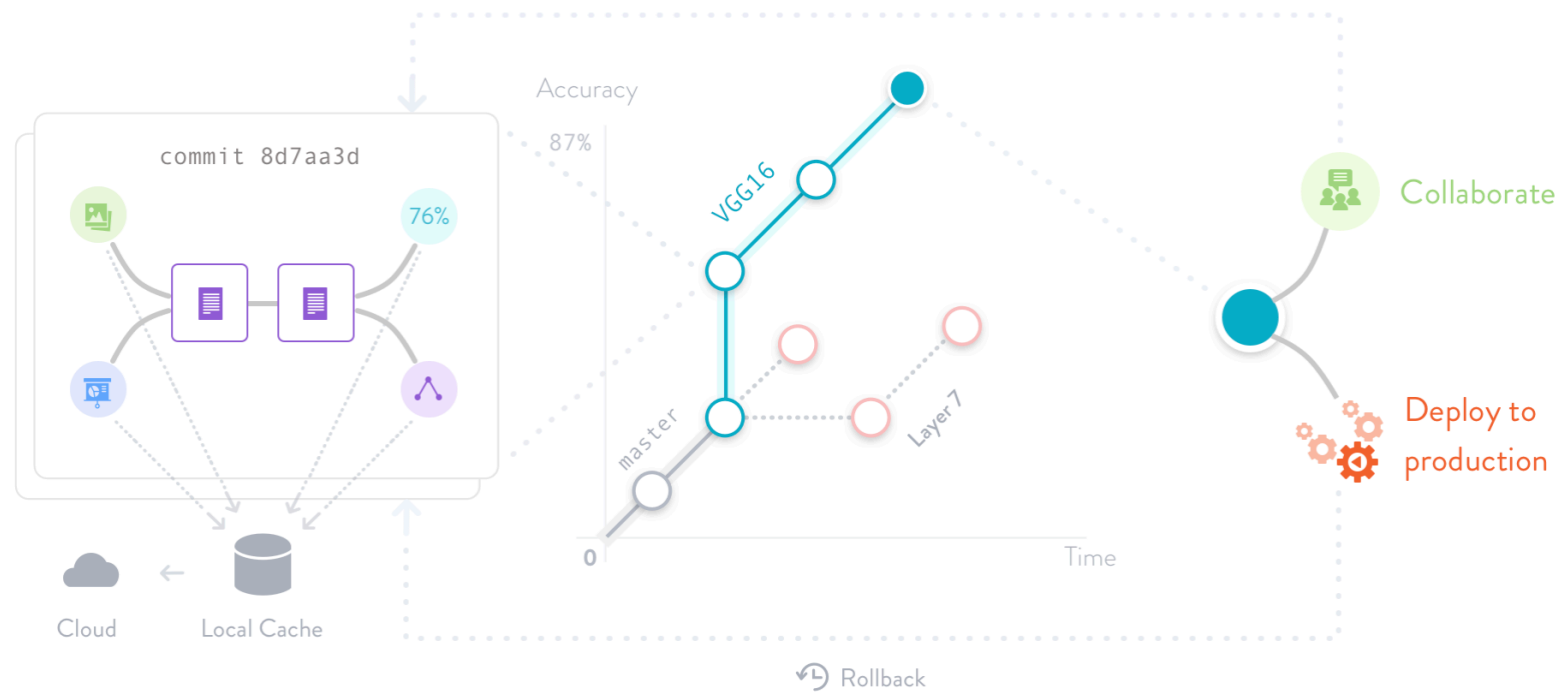 Accuracy
87%
commit 8d7aa3d
76%
VGG16
Collaborate
master
Layer 7
Deploy to
production
0
Time
Cloud
Local Cache
Rollback